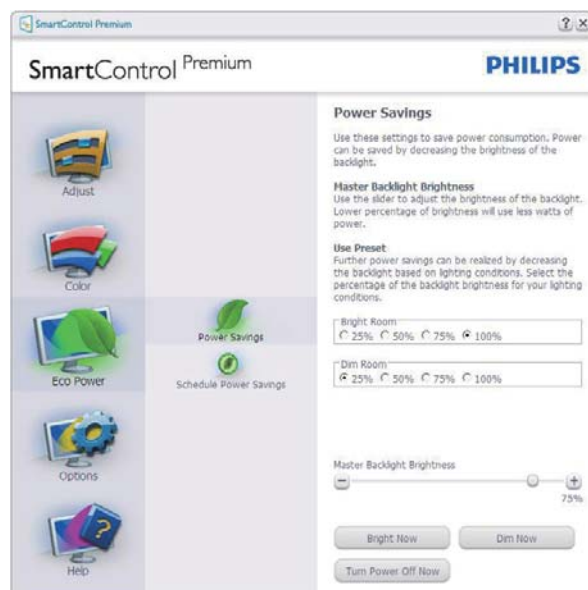 SmartControl Premium
SmartControl Premium
PHILIPS
Adjust
Color
Eco Power
Options
Help
Power Savings
Schedule Power Savings
Power Savings
Use these settings to save power consumption. Power
can be saved by decreasing the brightness of the
backlight.
Master Backlight Brightness
Use the slider to adjust the brightness of the backlight.
Lower percentage of brightness will use less watts of
power.
Use Preset
Further power savings can be realized by decreasing
the backlight based on lighting conditions. Select the
percentage of the backlight brightness for your lighting
conditions.
Bright Room
25% 50% 75% 100%
Dim Room
25% 50% 75% 100%
Master Backlight Brightness
75%
Bright Now Dim Now
Turn Power Off Now